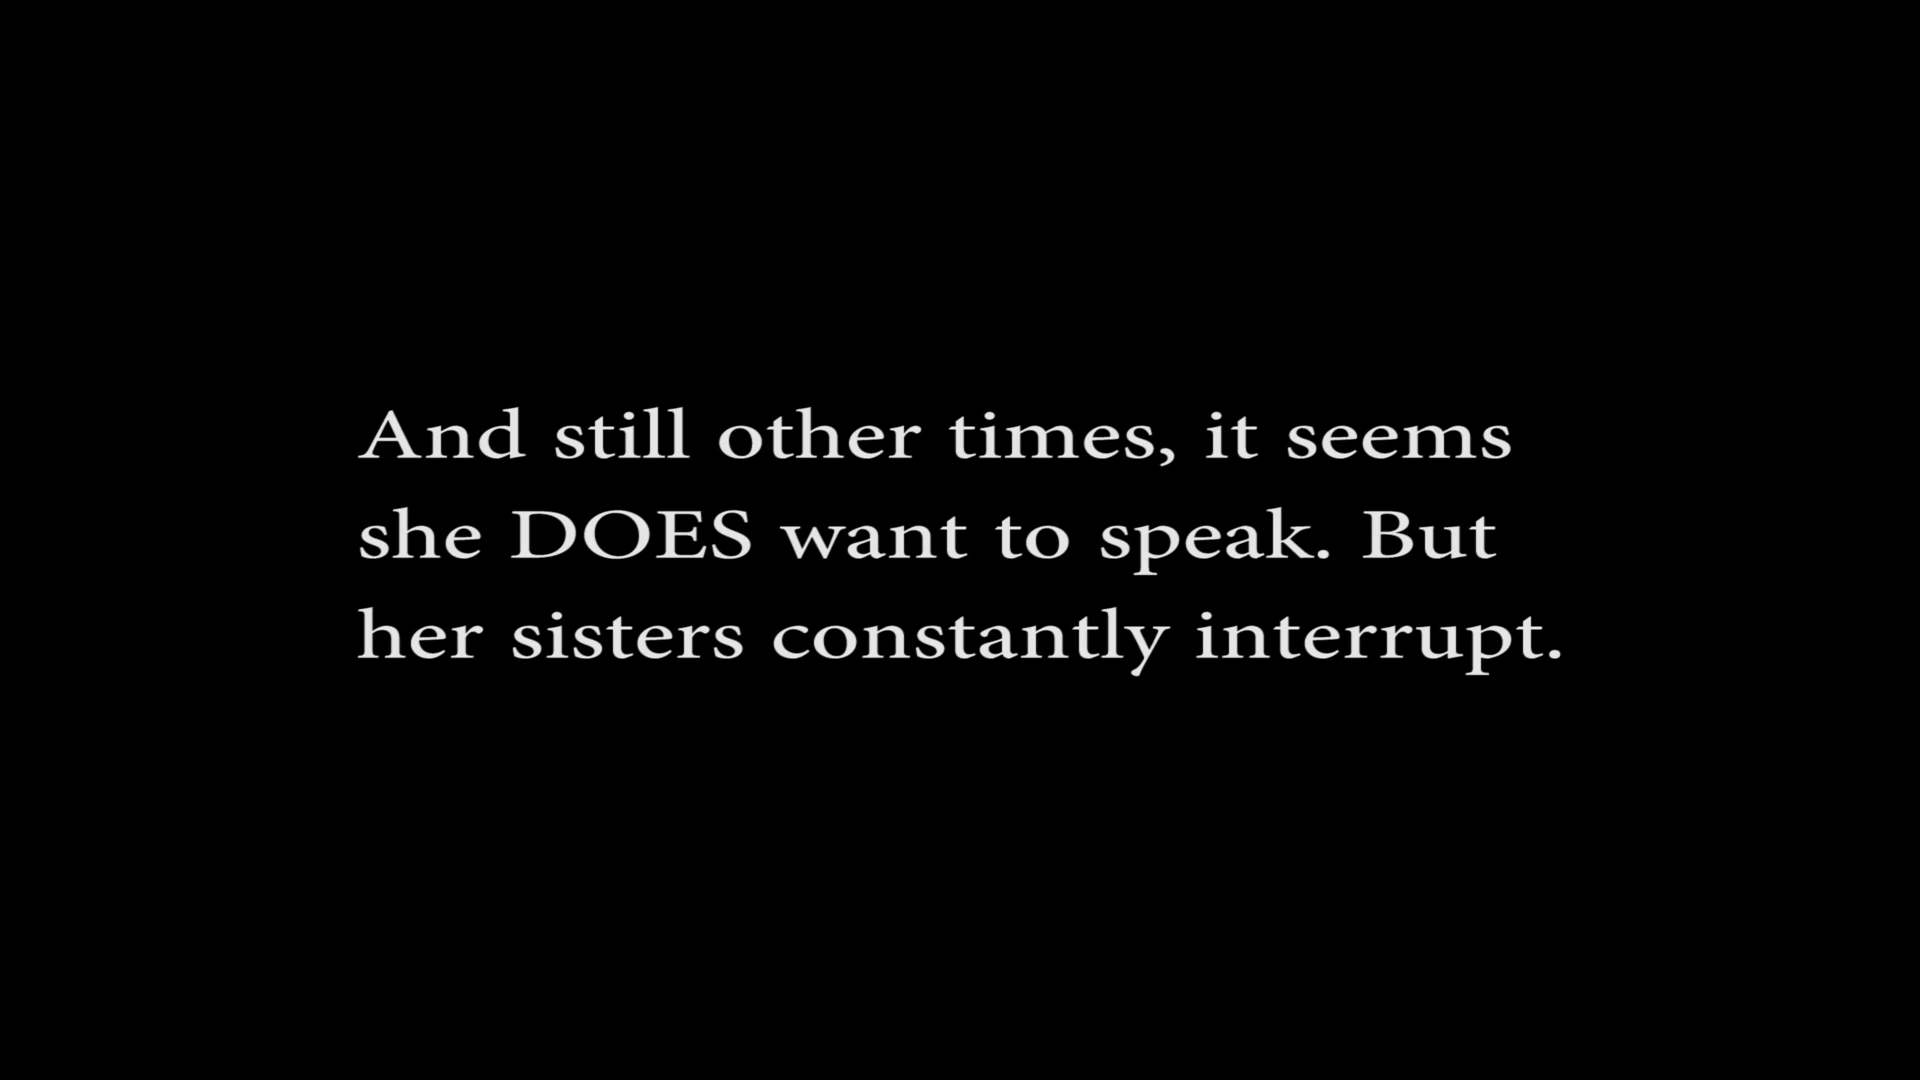 And still other times, it seems
she DOES want to speak. But
her sisters constantly interrupt.